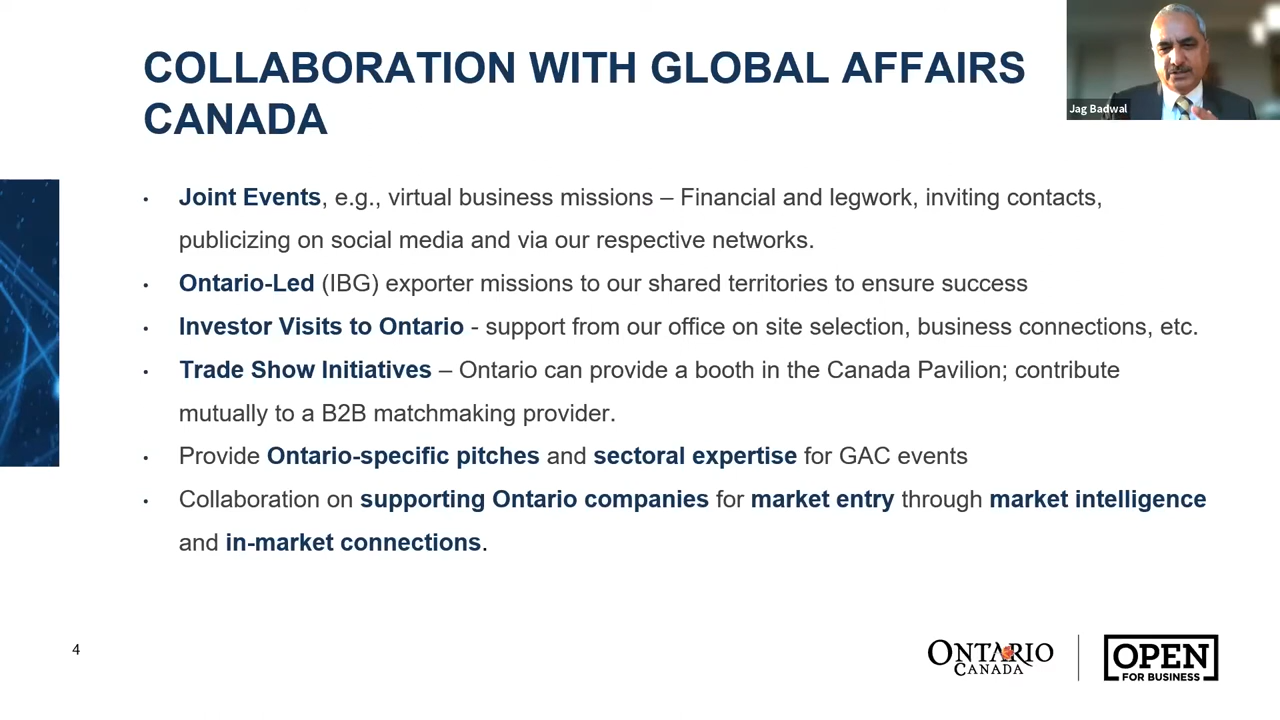 COLLABORATION WITH GLOBAL AFFAIRS
CANADA
Jag Badwal
• Joint Events, e.g., virtual business missions – Financial and legwork, inviting contacts,
publicizing on social media and via our respective networks.
• Ontario-Led (IBG) exporter missions to our shared territories to ensure success
• Investor Visits to Ontario - support from our office on site selection, business connections, etc.
• Trade Show Initiatives – Ontario can provide a booth in the Canada Pavilion; contribute
mutually to a B2B matchmaking provider.
• Provide Ontario-specific pitches and sectoral expertise for GAC events
• Collaboration on supporting Ontario companies for market entry through market intelligence
and in-market connections.
4
ONTARIO
CANADA
OPEN
FOR BUSINESS